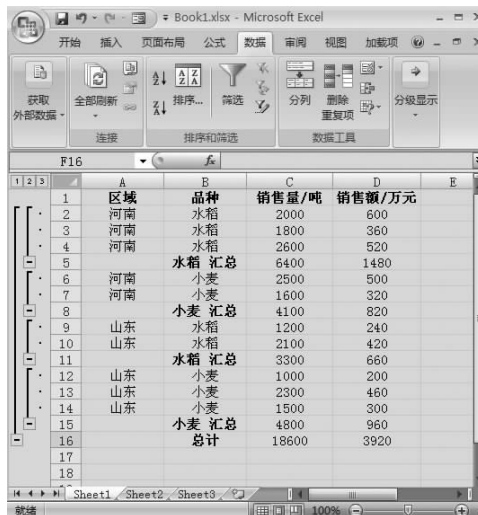 Book1.xlsx - Microsoft Excel
开始 插入 页面布局 公式 数据 审阅 视图 加载项
获取 外部数据
全部刷新
排序...
筛选
分列
删除 重复项
分级显示
连接 排序和筛选 数据工具
F16 fx
1 2 3 A B C D E
1 区域 品种 销售量/吨 销售额/万元
2 河南 水稻 2000 600
3 河南 水稻 1800 360
4 河南 水稻 2600 520
5 水稻 汇总 6400 1480
6 河南 小麦 2500 500
7 河南 小麦 1600 320
8 小麦 汇总 4100 820
9 山东 水稻 1200 240
10 山东 水稻 2100 420
11 水稻 汇总 3300 660
12 山东 小麦 1000 200
13 山东 小麦 2300 460
14 山东 小麦 1500 300
15 小麦 汇总 4800 960
16 总计 18600 3920
17
18
Sheet1 Sheet2 Sheet3
就绪 100%